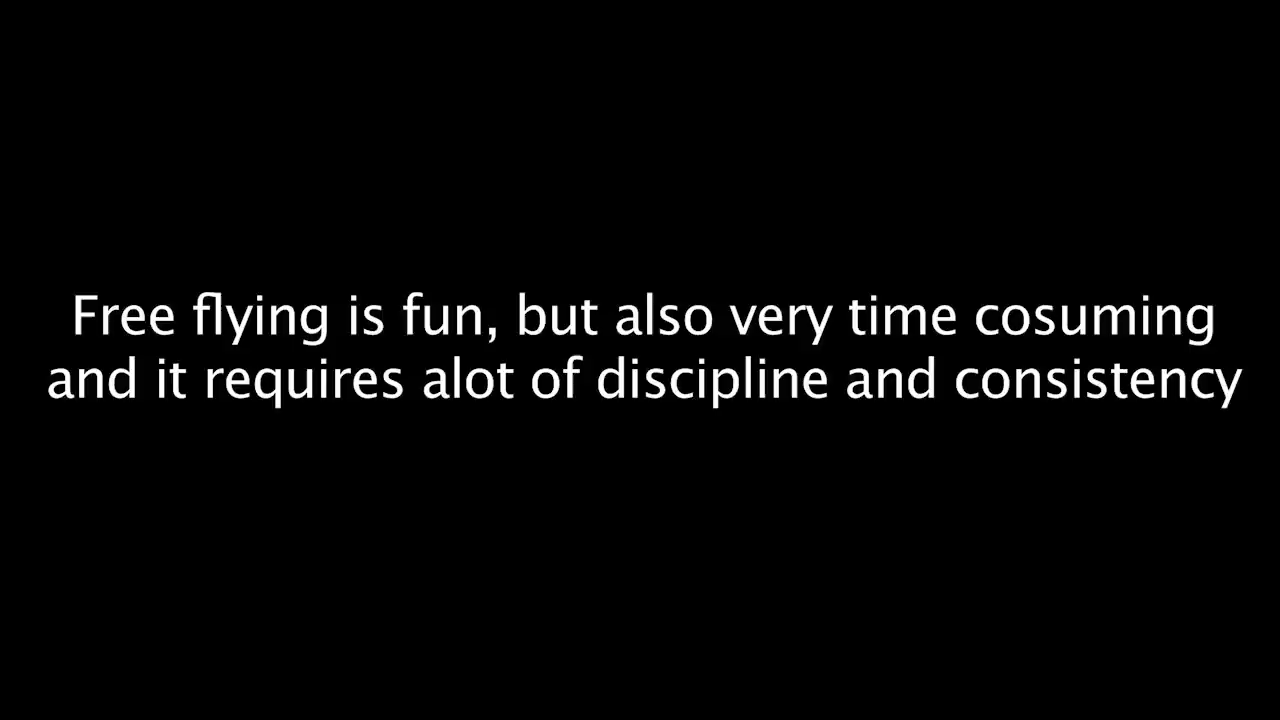 Free flying is fun, but also very time cosuming
and it requires alot of discipline and consistency